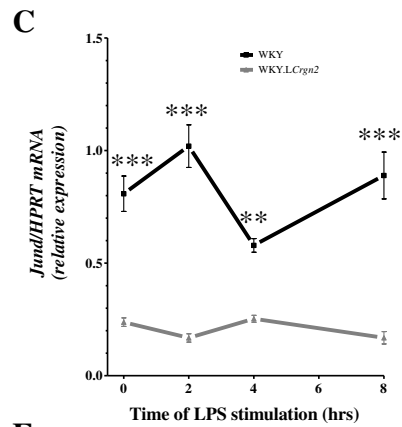 C
1.5
WKY
WKY.LCrgn2
***
***
***
**
1.0
0.5
0.0
Jund/HPRT mRNA
(relative expression)
0
2
4
6
8
Time of LPS stimulation (hrs)